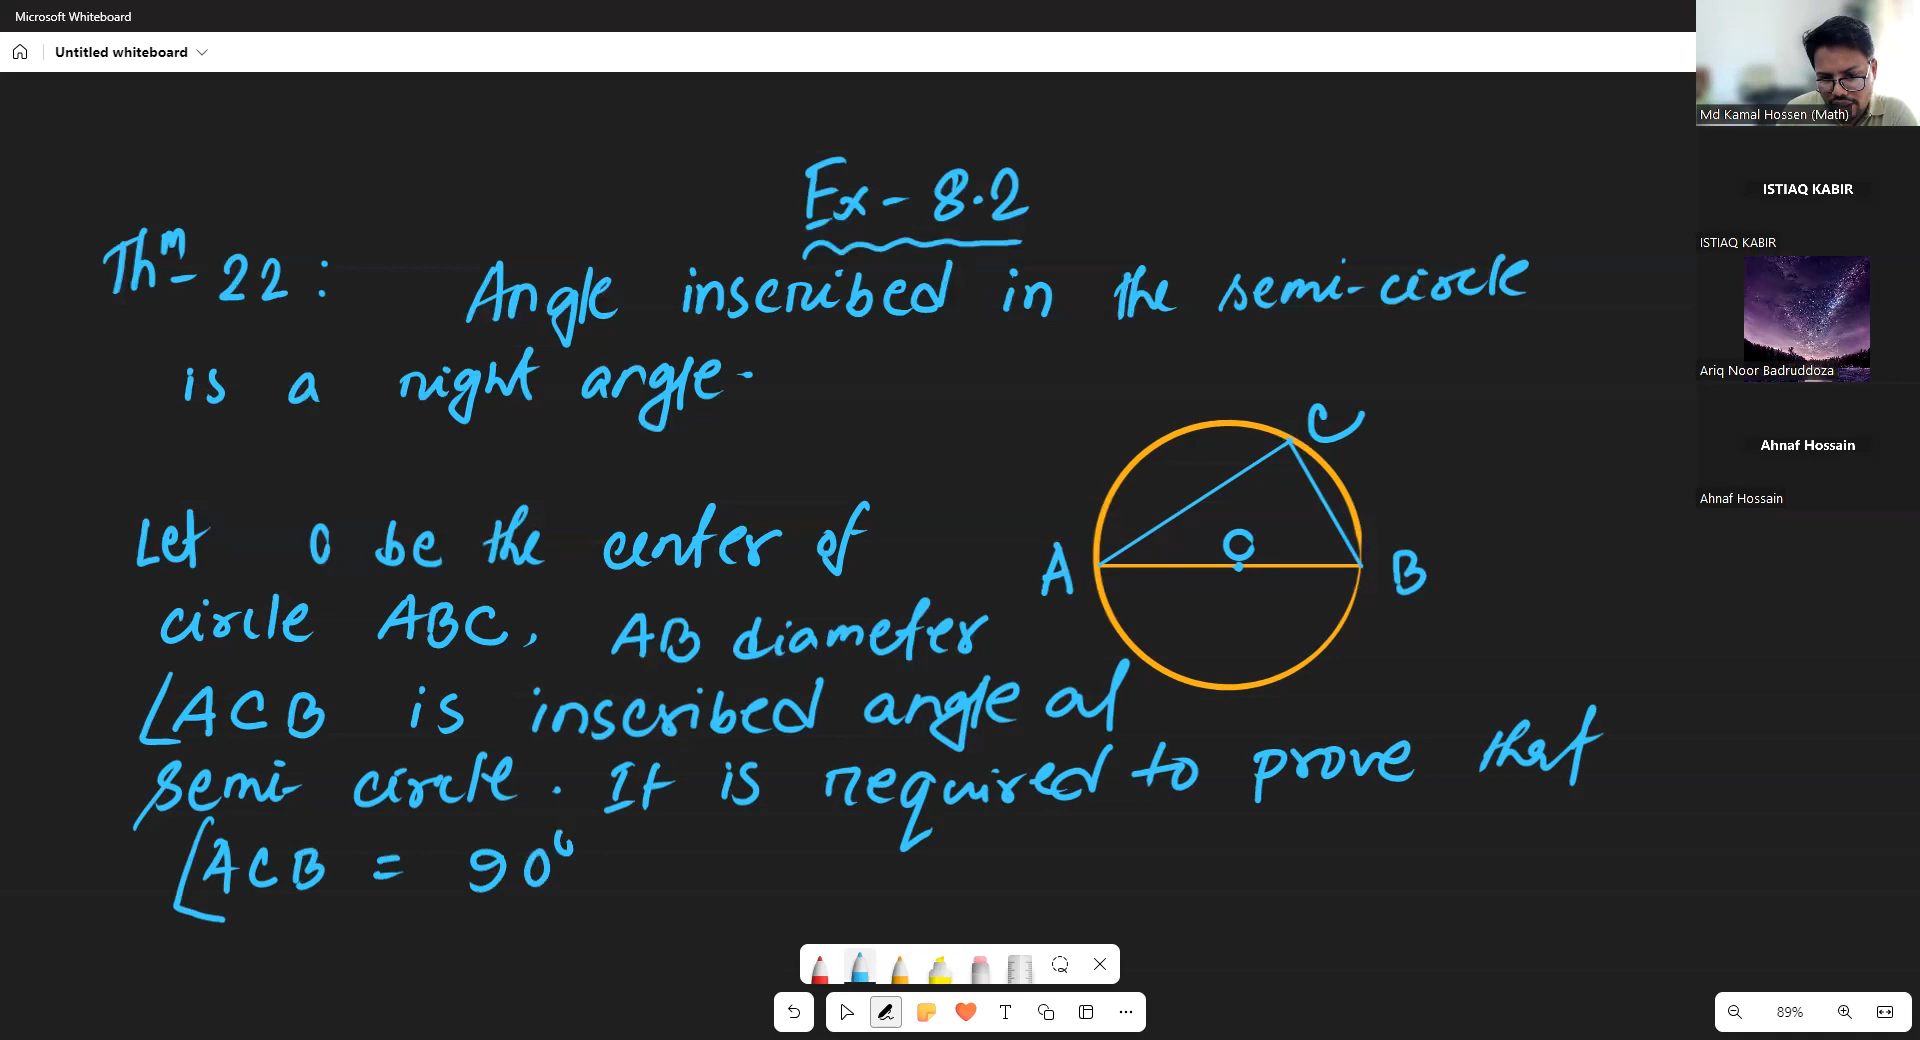 Microsoft Whiteboard
Untitled whiteboard
Md Kamal Hossen (Math)
ISTIAQ KABIR
ISTIAQ KABIR
Ariq Noor Badruddoza
Ahnaf Hossain
Ahnaf Hossain
Ex - 8.2
Thm - 22 : Angle inscribed in the semi-circle
is a right angle.
C
O
A B
Let O be the center of
circle ABC, AB diameter
∠ACB is inscribed angle at
semi-circle. It is required to prove that
∠ACB = 90°
T
89%